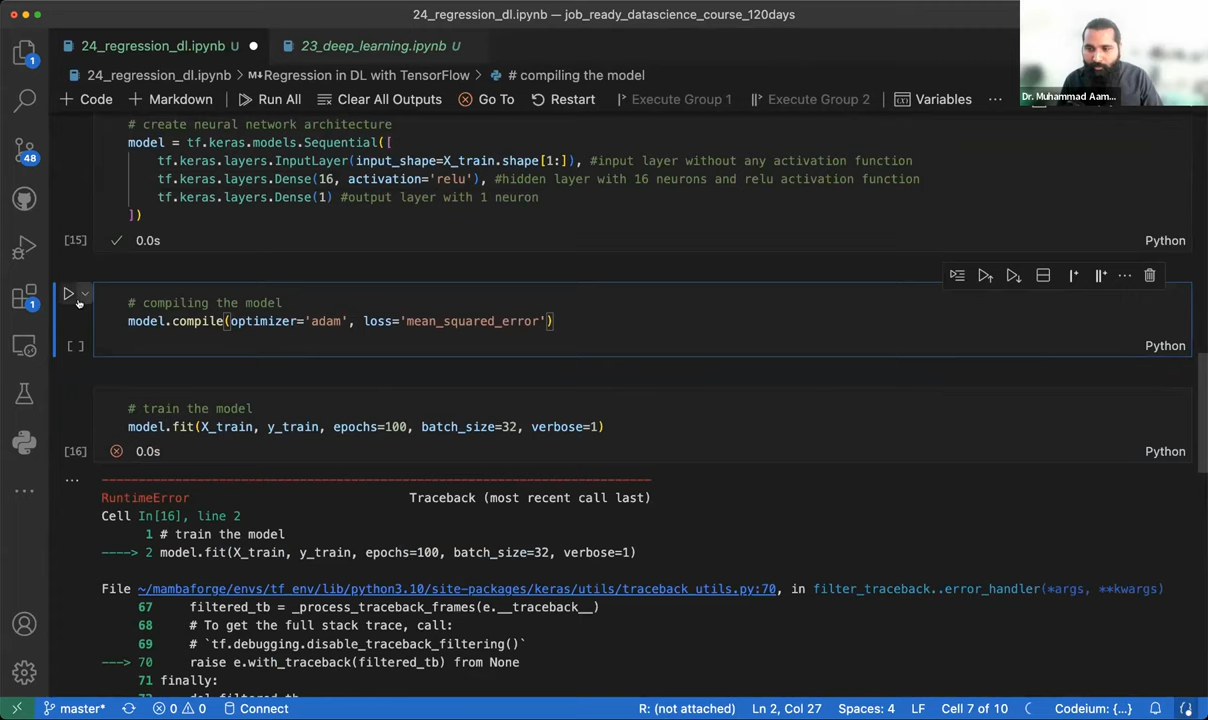 24_regression_dl.ipynb — job_ready_datascience_course_120days
24_regression_dl.ipynb U
23_deep_learning.ipynb U
24_regression_dl.ipynb > M↓Regression in DL with TensorFlow > # compiling the model
+ Code + Markdown Run All Clear All Outputs Go To Restart Execute Group 1 Execute Group 2 Variables ...
Dr. Muhammad Aam...
# create neural network architecture
model = tf.keras.models.Sequential([
tf.keras.layers.InputLayer(input_shape=X_train.shape[1:]), #input layer without any activation function
tf.keras.layers.Dense(16, activation='relu'), #hidden layer with 16 neurons and relu activation function
tf.keras.layers.Dense(1) #output layer with 1 neuron
])
[15] 0.0s Python
# compiling the model
model.compile(optimizer='adam', loss='mean_squared_error')
[ ] Python
# train the model
model.fit(X_train, y_train, epochs=100, batch_size=32, verbose=1)
[16] 0.0s Python
...
---------------------------------------------------------------------------
RuntimeError Traceback (most recent call last)
Cell In[16], line 2
1 # train the model
----> 2 model.fit(X_train, y_train, epochs=100, batch_size=32, verbose=1)
File ~/mambaforge/envs/tf_env/lib/python3.10/site-packages/keras/utils/traceback_utils.py:70, in filter_traceback..error_handler(*args, **kwargs)
67 filtered_tb = _process_traceback_frames(e.__traceback__)
68 # To get the full stack trace, call:
69 # `tf.debugging.disable_traceback_filtering()`
---> 70 raise e.with_traceback(filtered_tb) from None
71 finally:
72 del filtered_tb
1
48
1
master* 0 0 Connect R: (not attached) Ln 2, Col 27 Spaces: 4 LF Cell 7 of 10 Codeium: {...}